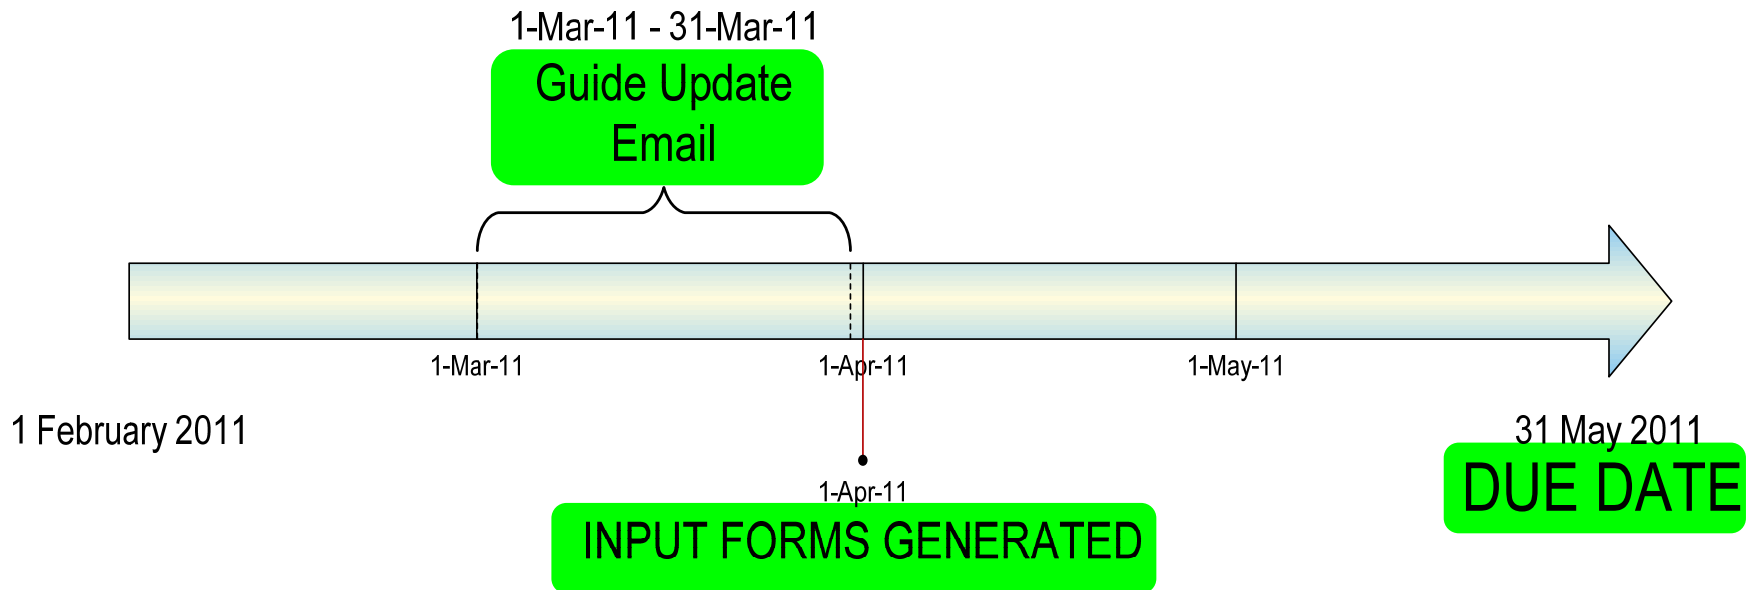 1-Mar-11 - 31-Mar-11
Guide Update
Email
1-Mar-11
1-Apr-11
1-May-11
1 February 2011
31 May 2011
DUE DATE
1-Apr-11
INPUT FORMS GENERATED